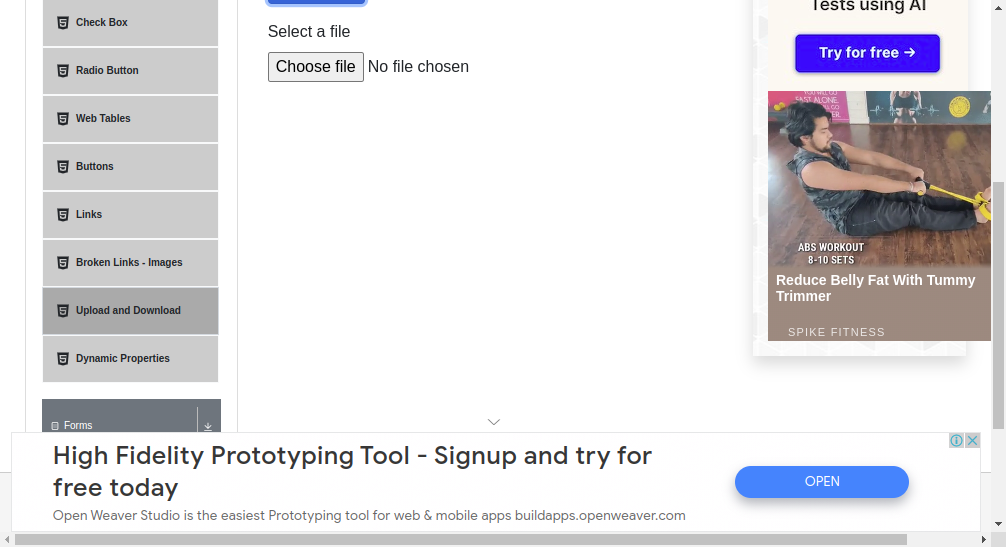 Check Box
Radio Button
Web Tables
Buttons
Links
Broken Links - Images
Upload and Download
Dynamic Properties
Forms
Select a file
Choose file No file chosen
Tests using AI
Try for free →
FAST ALONE.
ABS WORKOUT
8-10 SETS
Reduce Belly Fat With Tummy
Trimmer
SPIKE FITNESS
High Fidelity Prototyping Tool - Signup and try for
free today
Open Weaver Studio is the easiest Prototyping tool for web & mobile apps buildapps.openweaver.com
OPEN